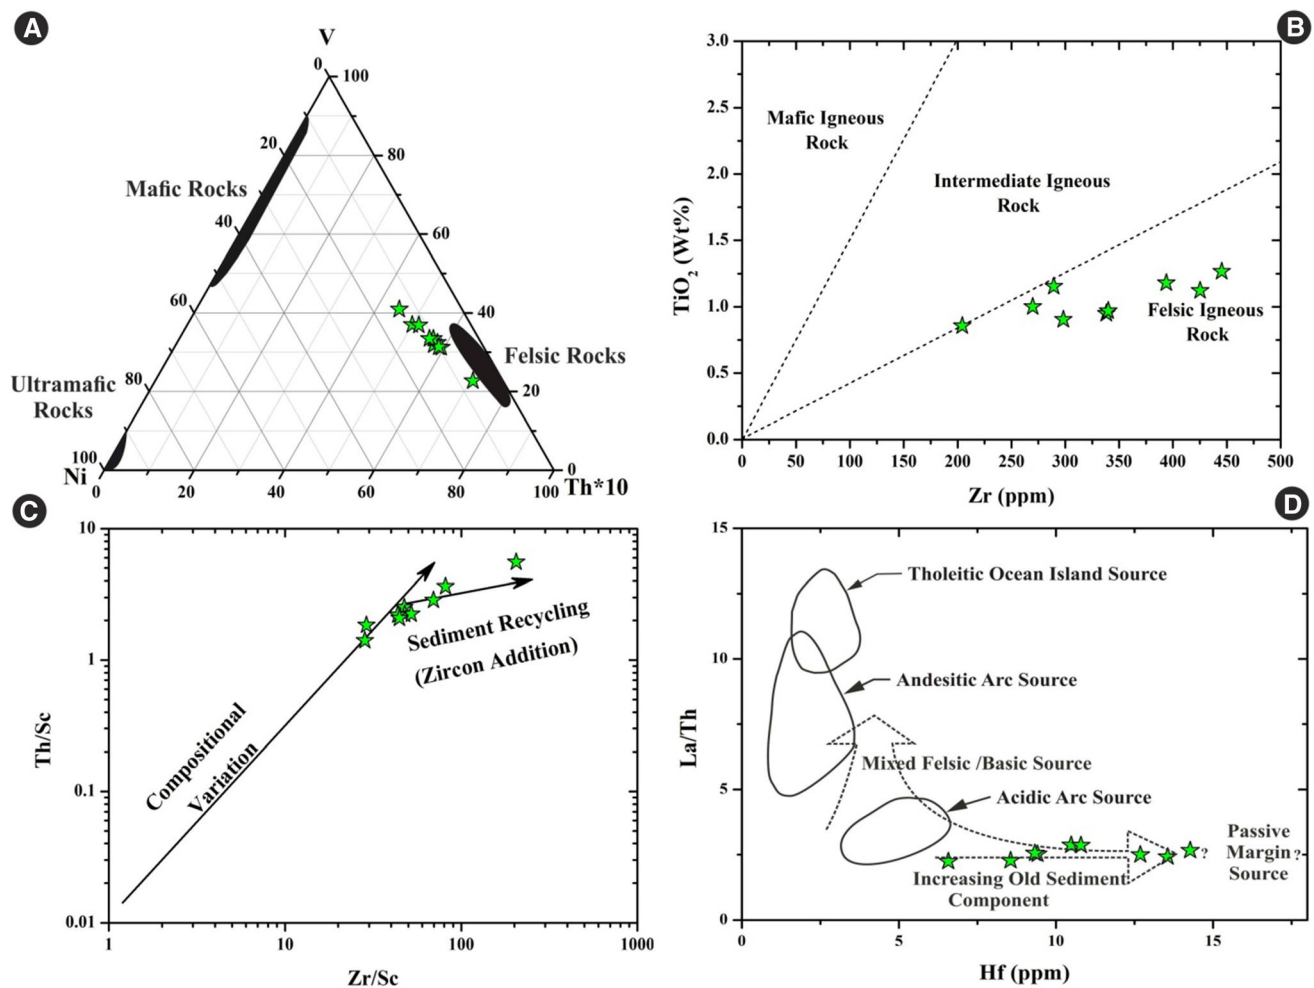 A
V
0
100
20
80
Mafic Rocks
40
60
60
40
Felsic Rocks
Ultramafic
Rocks
80
20
100
0
Ni
Th*10
0
20
40
60
80
100
B
3.0
2.5
2.0
1.5
1.0
0.5
0.0
TiO2 (Wt%)
Mafic Igneous
Rock
Intermediate Igneous
Rock
Felsic Igneous
Rock
0
50
100
150
200
250
300
350
400
450
500
Zr (ppm)
C
10
1
0.1
0.01
Th/Sc
Compositional
Variation
Sediment Recycling
(Zircon Addition)
1
10
100
1000
Zr/Sc
D
15
10
5
0
La/Th
Tholeitic Ocean Island Source
Andesitic Arc Source
Mixed Felsic /Basic Source
Acidic Arc Source
Passive
? Margin ?
Source
Increasing Old Sediment
Component
0
5
10
15
Hf (ppm)